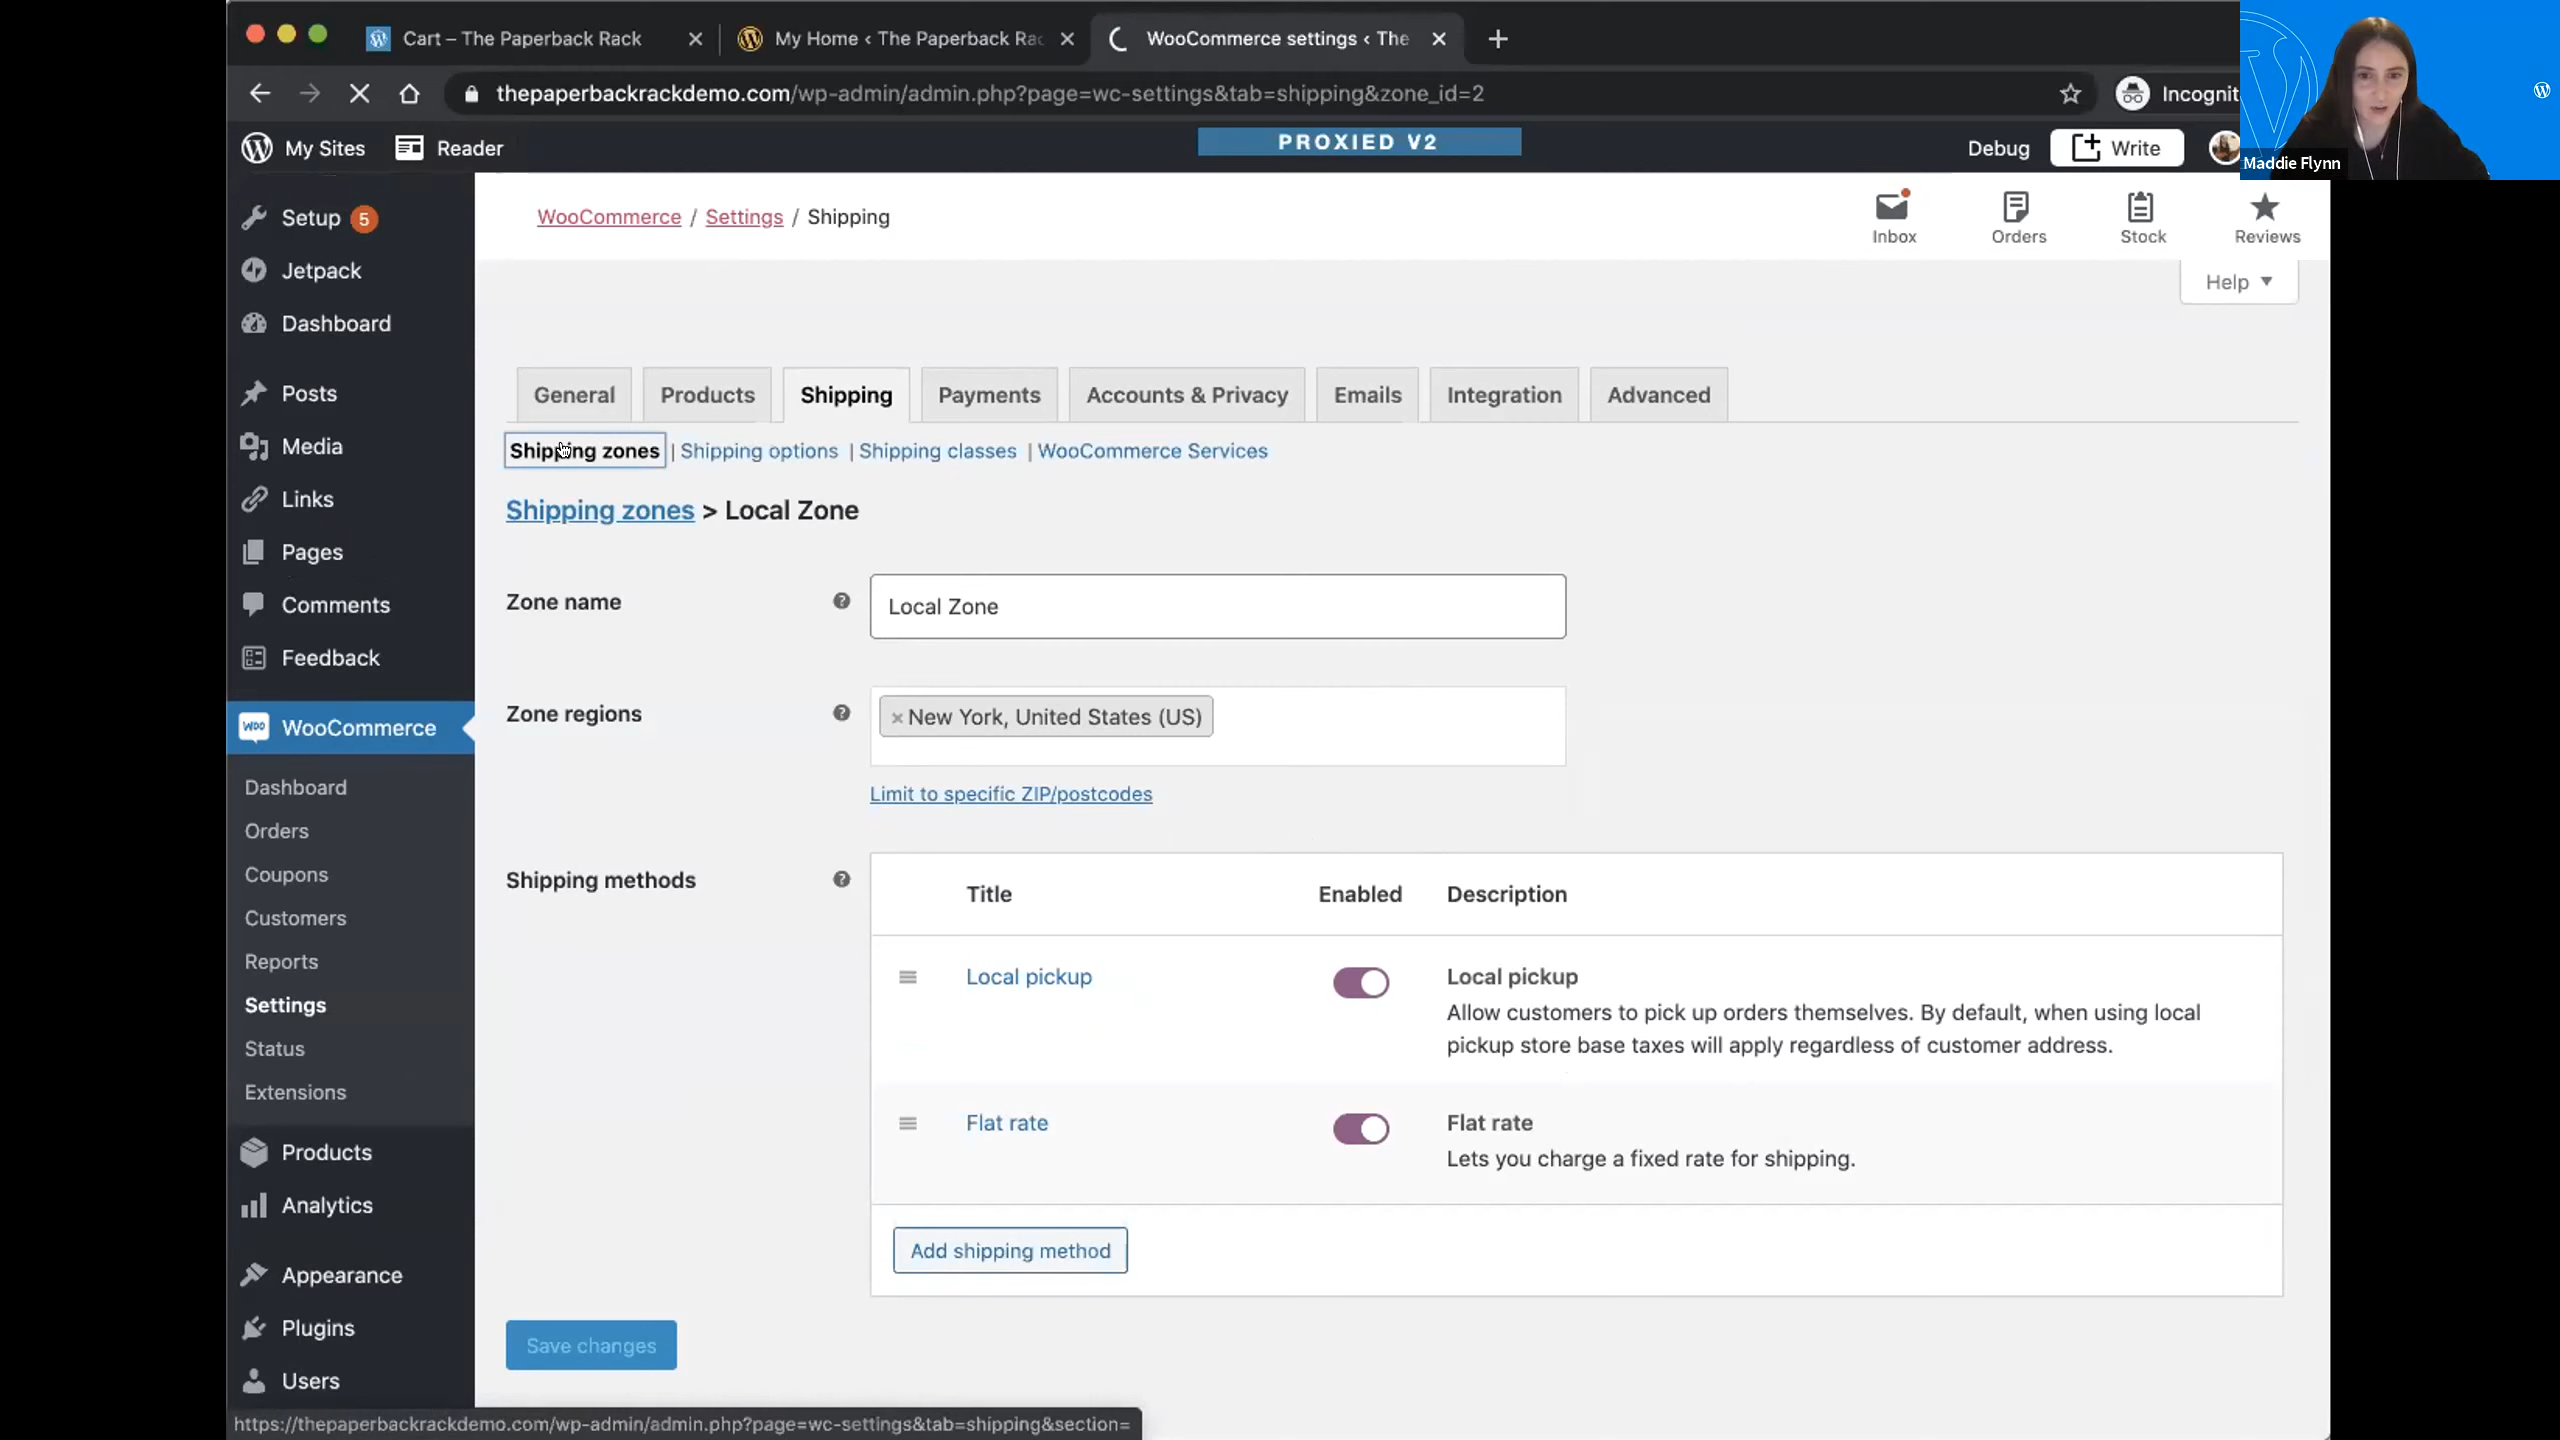 Cart – The Paperback Rack
My Home ‹ The Paperback Rac
WooCommerce settings ‹ The
thepaperbackrackdemo.com/wp-admin/admin.php?page=wc-settings&tab=shipping&zone_id=2
Incognit
My Sites
Reader
PROXIED V2
Debug
Write
Maddie Flynn
Setup 5
Jetpack
Dashboard
Posts
Media
Links
Pages
Comments
Feedback
WooCommerce
Dashboard
Orders
Coupons
Customers
Reports
Settings
Status
Extensions
Products
Analytics
Appearance
Plugins
Users
WooCommerce / Settings / Shipping
Inbox
Orders
Stock
Reviews
Help
General
Products
Shipping
Payments
Accounts & Privacy
Emails
Integration
Advanced
Shipping zones | Shipping options | Shipping classes | WooCommerce Services
Shipping zones > Local Zone
Zone name
Local Zone
Zone regions
× New York, United States (US)
Limit to specific ZIP/postcodes
Shipping methods
Title Enabled Description
Local pickup
Local pickup
Allow customers to pick up orders themselves. By default, when using local
pickup store base taxes will apply regardless of customer address.
Flat rate
Flat rate
Lets you charge a fixed rate for shipping.
Add shipping method
Save changes
https://thepaperbackrackdemo.com/wp-admin/admin.php?page=wc-settings&tab=shipping&section=